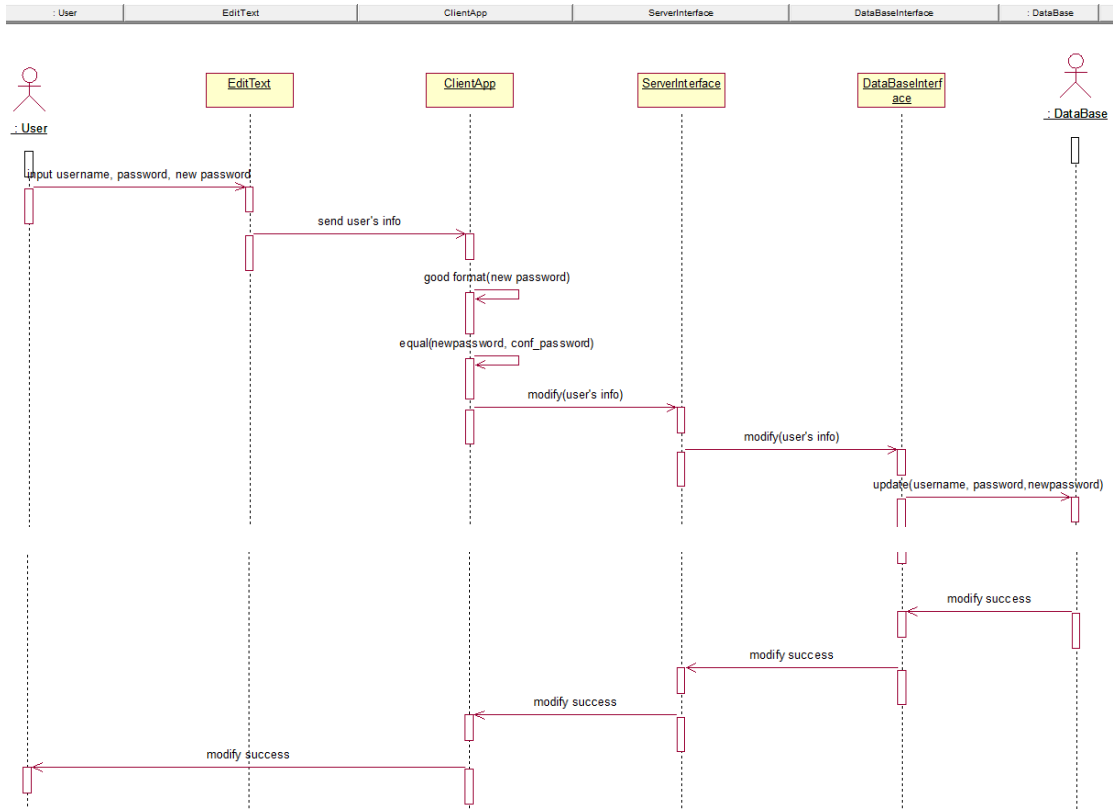 : User
EditText
ClientApp
ServerInterface
DataBaseInterface
: DataBase
EditText
ClientApp
ServerInterface
DataBaseInterf
ace
: User
: DataBase
input username, password, new password
send user's info
good format(new password)
equal(newpassword, conf_password)
modify(user's info)
modify(user's info)
update(username, password,newpassword)
modify success
modify success
modify success
modify success